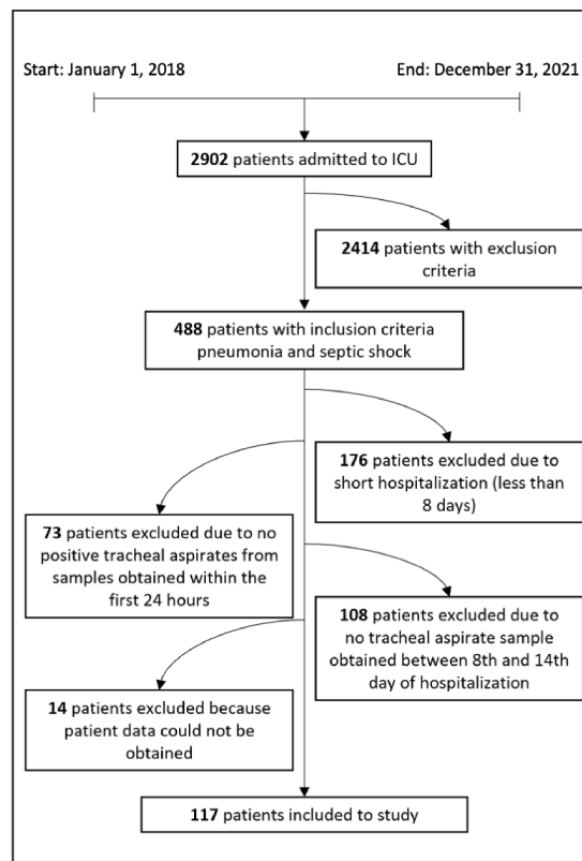 Start: January 1, 2018
End: December 31, 2021
2902 patients admitted to ICU
2414 patients with exclusion
criteria
488 patients with inclusion criteria
pneumonia and septic shock
176 patients excluded due to
short hospitalization (less than
8 days)
73 patients excluded due to no
positive tracheal aspirates from
samples obtained within the
first 24 hours
108 patients excluded due to
no tracheal aspirate sample
obtained between 8th and 14th
day of hospitalization
14 patients excluded because
patient data could not be
obtained
117 patients included to study